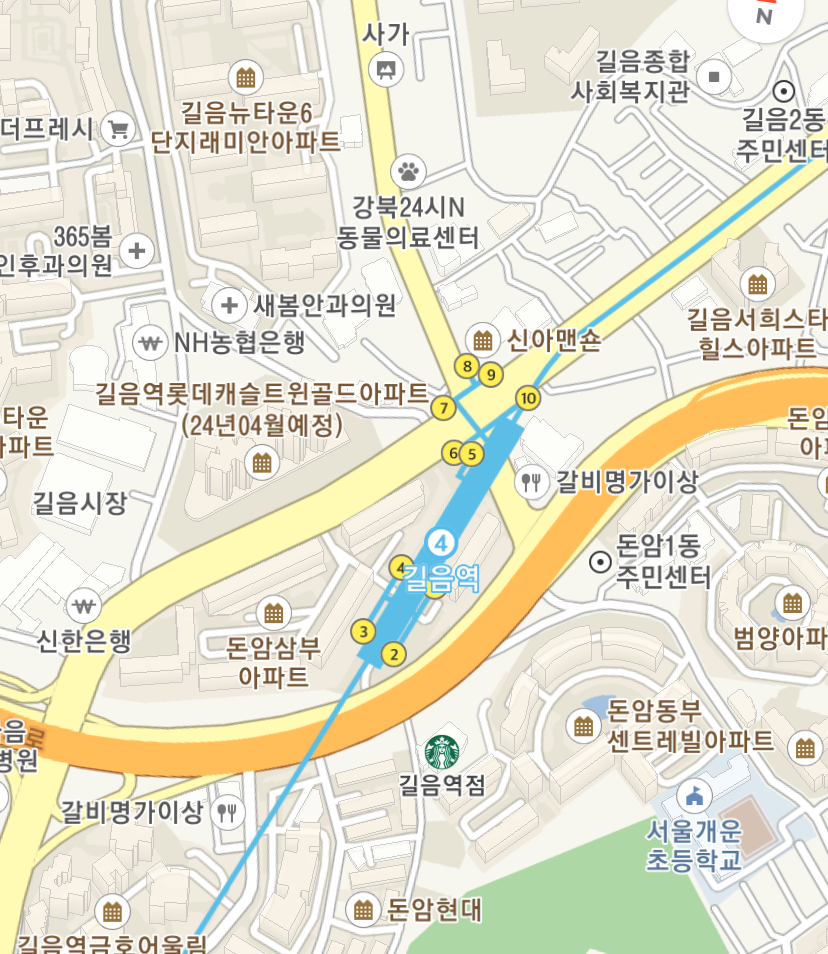 사가
N
길음종합
사회복지관
길음2동
주민센터
길음뉴타운6
단지래미안아파트
더프레시
강북24시N
동물의료센터
365봄
인후과의원
새봄안과의원
NH농협은행
길음서희스타
힐스아파트
신아맨숀
8
9
7
10
길음역롯데캐슬트윈골드아파트
(24년04월예정)
타운
아파트
6
5
갈비명가이상
길음시장
4
길음역
4
돈암1동
주민센터
3
2
신한은행
돈암삼부
아파트
범양아파
돈암동부
센트레빌아파트
음
병원
로
길음역점
갈비명가이상
서울개운
초등학교
돈암현대
길음역금호어울림